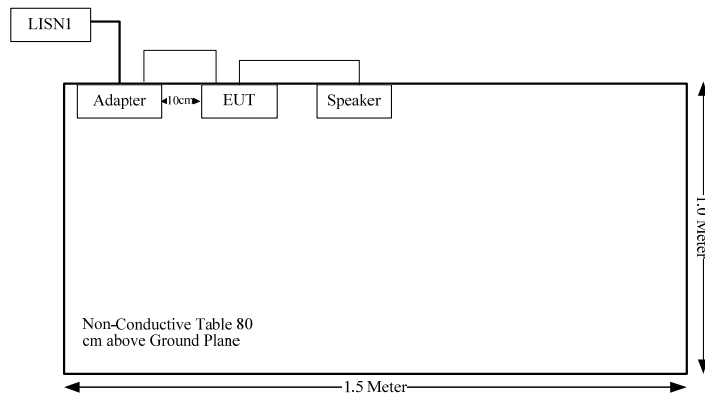 LISN1
Adapter
10cm
EUT
Speaker
1.0 Meter
Non-Conductive Table 80
cm above Ground Plane
1.5 Meter